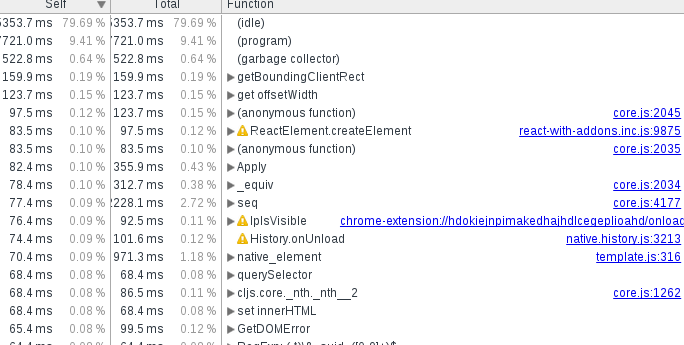 Self Total Function
5353.7 ms 79.69 % 5353.7 ms 79.69 % (idle)
7721.0 ms 9.41 % 7721.0 ms 9.41 % (program)
522.8 ms 0.64 % 522.8 ms 0.64 % (garbage collector)
159.9 ms 0.19 % 159.9 ms 0.19 % getBoundingClientRect
123.7 ms 0.15 % 123.7 ms 0.15 % get offsetWidth
97.5 ms 0.12 % 123.7 ms 0.15 % (anonymous function) core.js:2045
83.5 ms 0.10 % 97.5 ms 0.12 % ReactElement.createElement react-with-addons.inc.js:9875
83.5 ms 0.10 % 83.5 ms 0.10 % (anonymous function) core.js:2035
82.4 ms 0.10 % 355.9 ms 0.43 % Apply
78.4 ms 0.10 % 312.7 ms 0.38 % _equiv core.js:2034
77.4 ms 0.09 % 2228.1 ms 2.72 % seq core.js:4177
76.4 ms 0.09 % 92.5 ms 0.11 % IpIsVisible chrome-extension://hdokiejnpimakedhajhdlcegeplioahd/onload
74.4 ms 0.09 % 101.6 ms 0.12 % History.onUnload native.history.js:3213
70.4 ms 0.09 % 971.3 ms 1.18 % native_element template.js:316
68.4 ms 0.08 % 68.4 ms 0.08 % querySelector
68.4 ms 0.08 % 86.5 ms 0.11 % cljs.core._nth._nth__2 core.js:1262
68.4 ms 0.08 % 68.4 ms 0.08 % set innerHTML
65.4 ms 0.08 % 99.5 ms 0.12 % GetDOMError